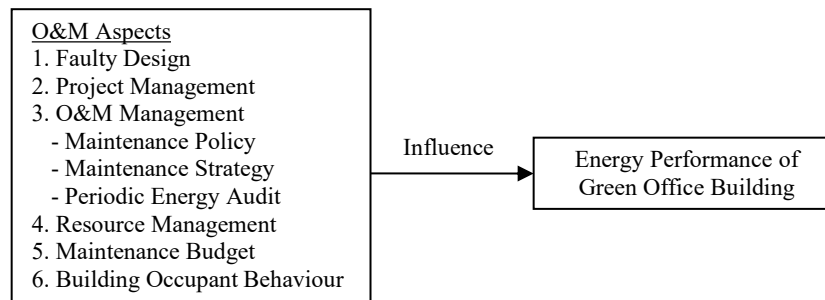 O&M Aspects
1. Faulty Design
2. Project Management
3. O&M Management
- Maintenance Policy
- Maintenance Strategy
- Periodic Energy Audit
4. Resource Management
5. Maintenance Budget
6. Building Occupant Behaviour
Influence
Energy Performance of
Green Office Building